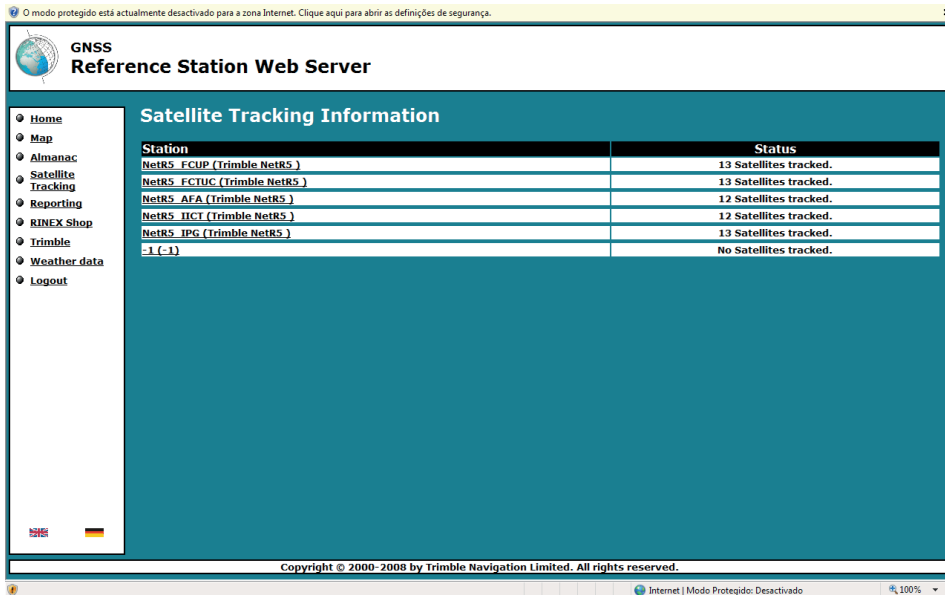 O modo protegido está actualmente desactivado para a zona Internet. Clique aqui para abrir as definições de segurança.
GNSS
Reference Station Web Server
Home
Map
Almanac
Satellite
Tracking
Reporting
RINEX Shop
Trimble
Weather data
Logout
Satellite Tracking Information
Station Status
NetR5_FCUP (Trimble NetR5 ) 13 Satellites tracked.
NetR5_FCTUC (Trimble NetR5 ) 13 Satellites tracked.
NetR5_AFA (Trimble NetR5 ) 12 Satellites tracked.
NetR5_IICT (Trimble NetR5 ) 12 Satellites tracked.
NetR5_IPG (Trimble NetR5 ) 13 Satellites tracked.
-1 (-1) No Satellites tracked.
Copyright © 2000-2008 by Trimble Navigation Limited. All rights reserved.
Internet | Modo Protegido: Desactivado 100%